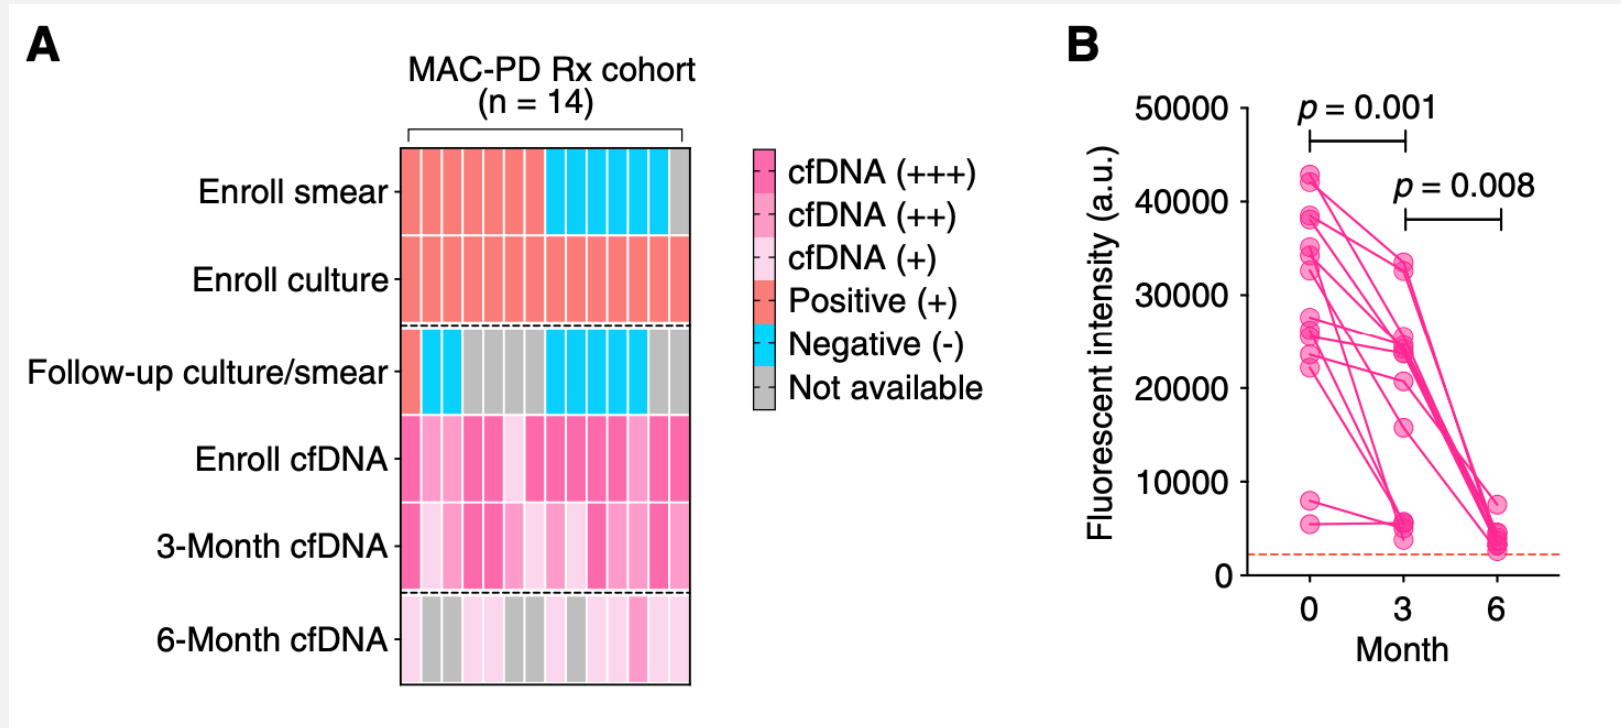 A
MAC-PD Rx cohort
(n = 14)
Enroll smear
Enroll culture
Follow-up culture/smear
Enroll cfDNA
3-Month cfDNA
6-Month cfDNA
cfDNA (+++)
cfDNA (++)
cfDNA (+)
Positive (+)
Negative (-)
Not available
B
p = 0.001
p = 0.008
Fluorescent intensity (a.u.)
50000
40000
30000
20000
10000
0
0 3 6
Month